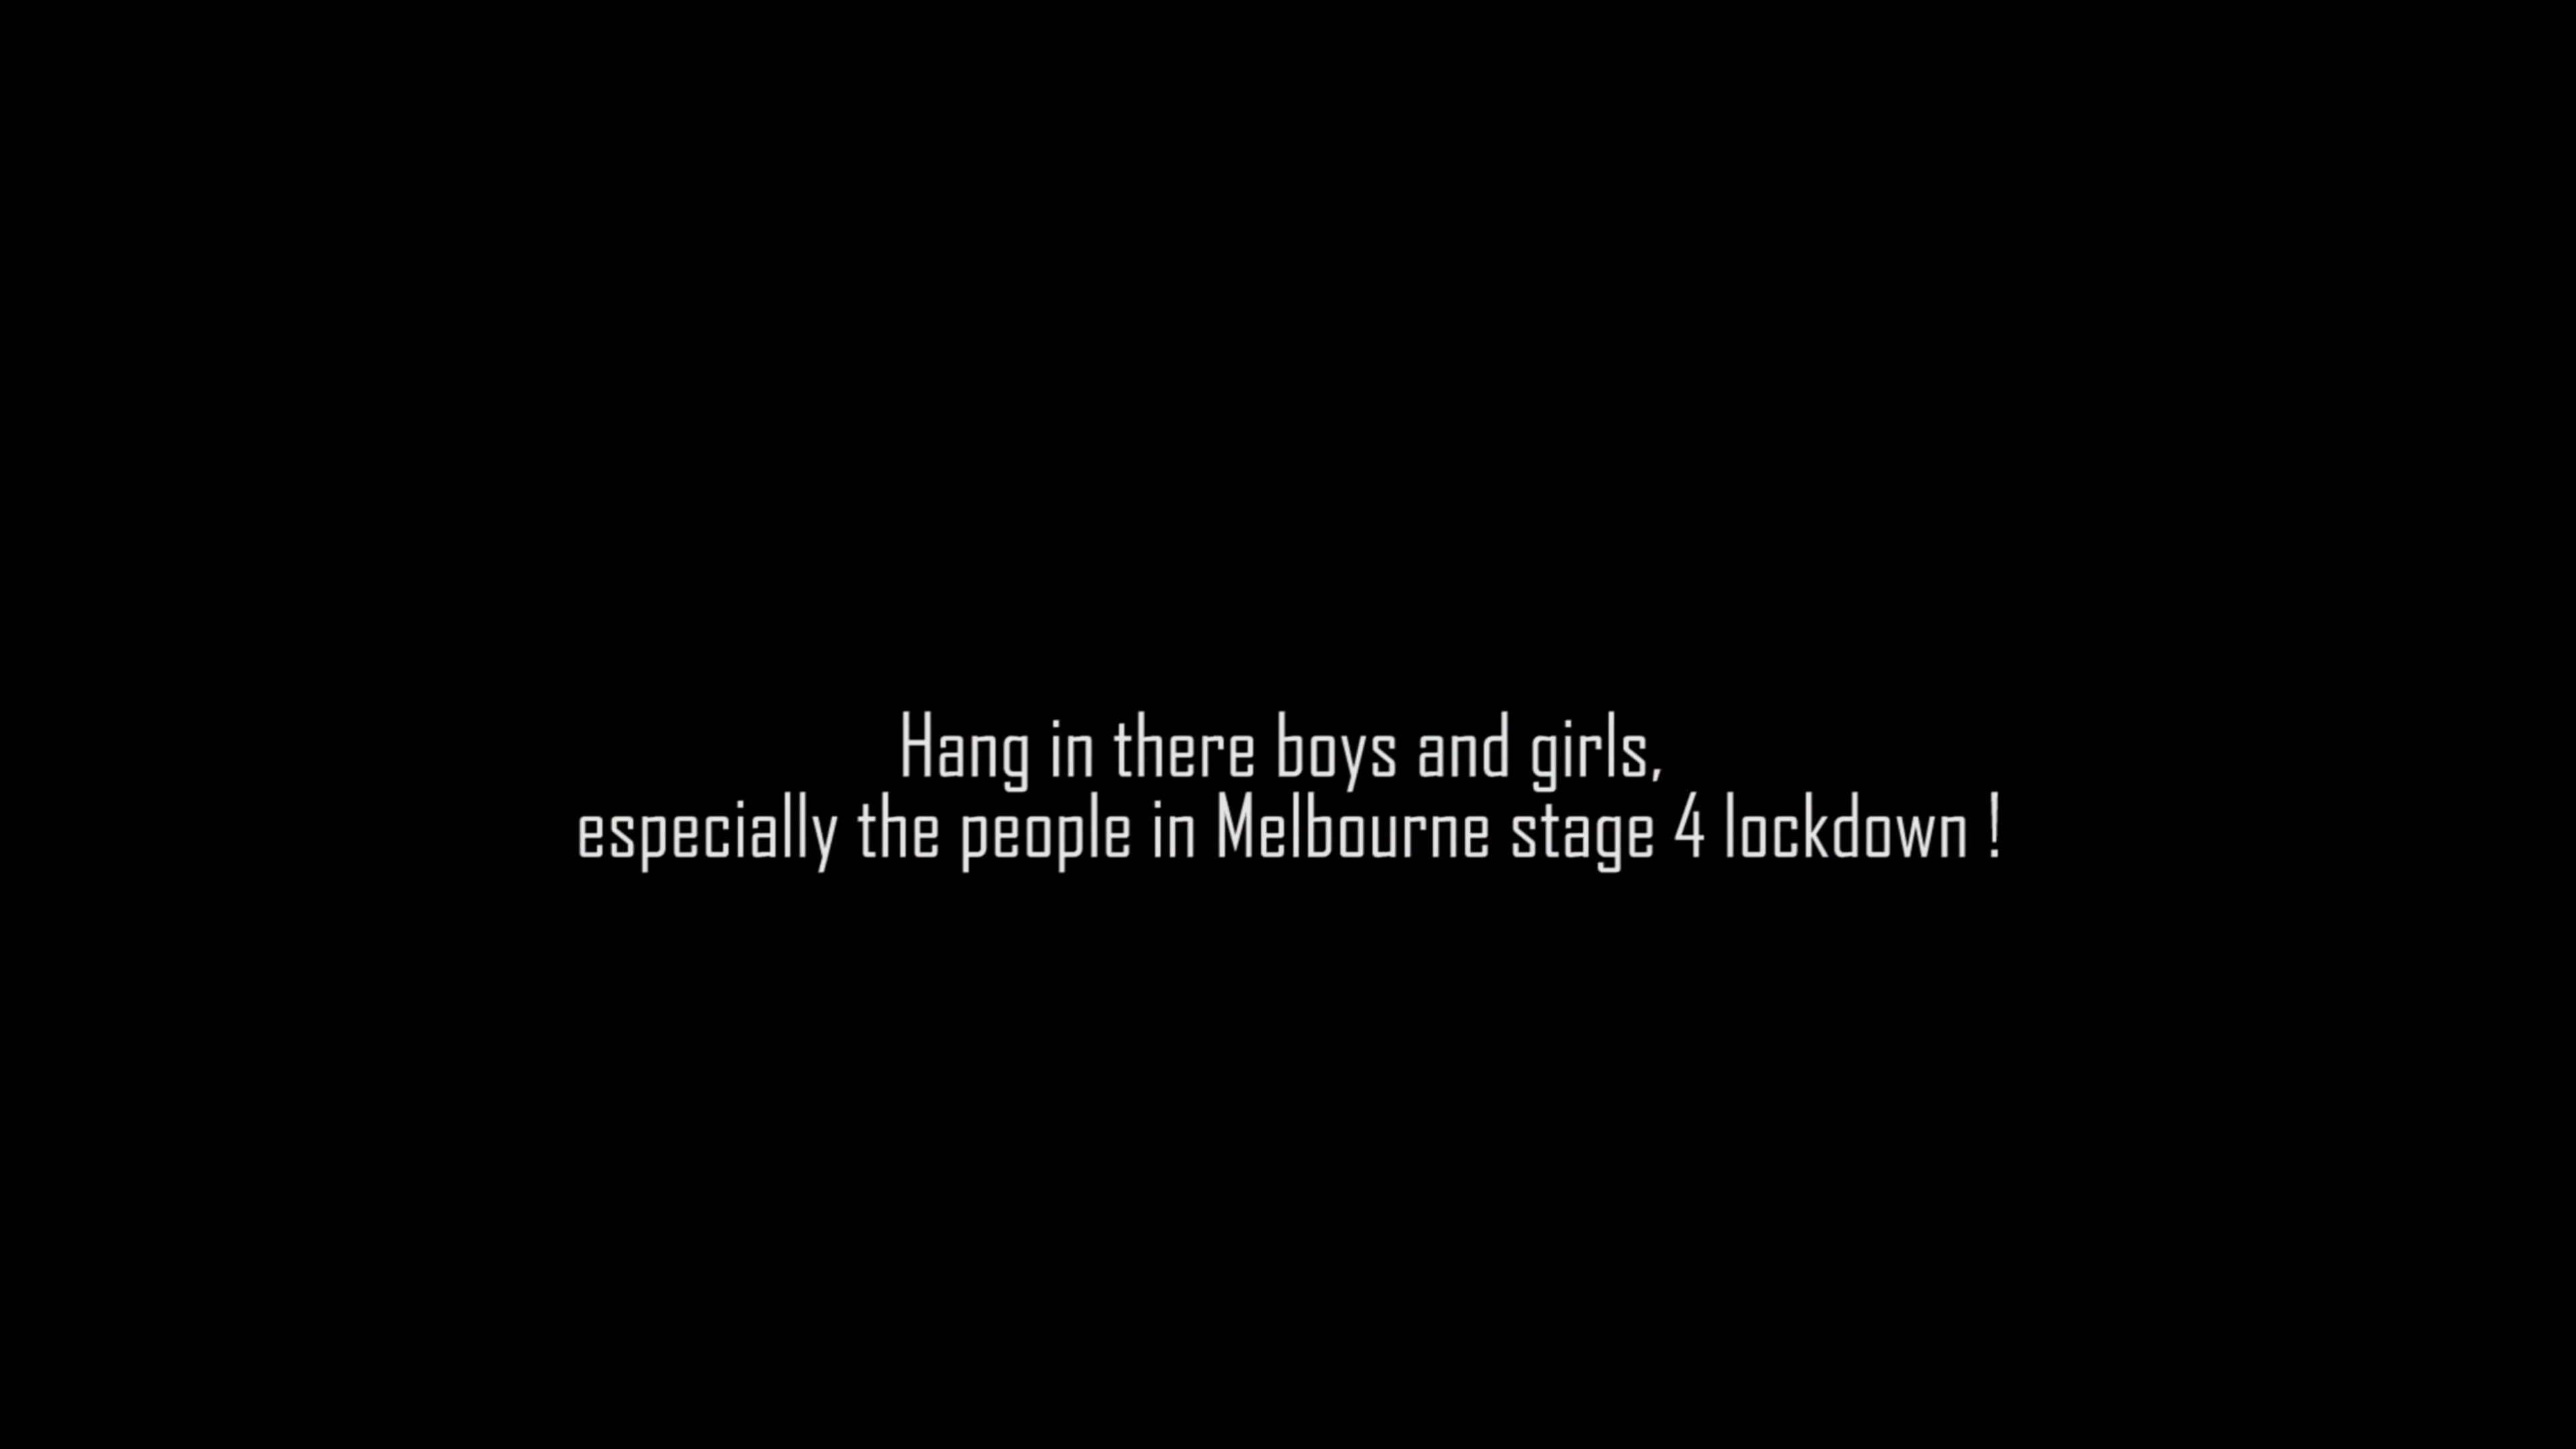 Hang in there boys and girls,
especially the people in Melbourne stage 4 lockdown !